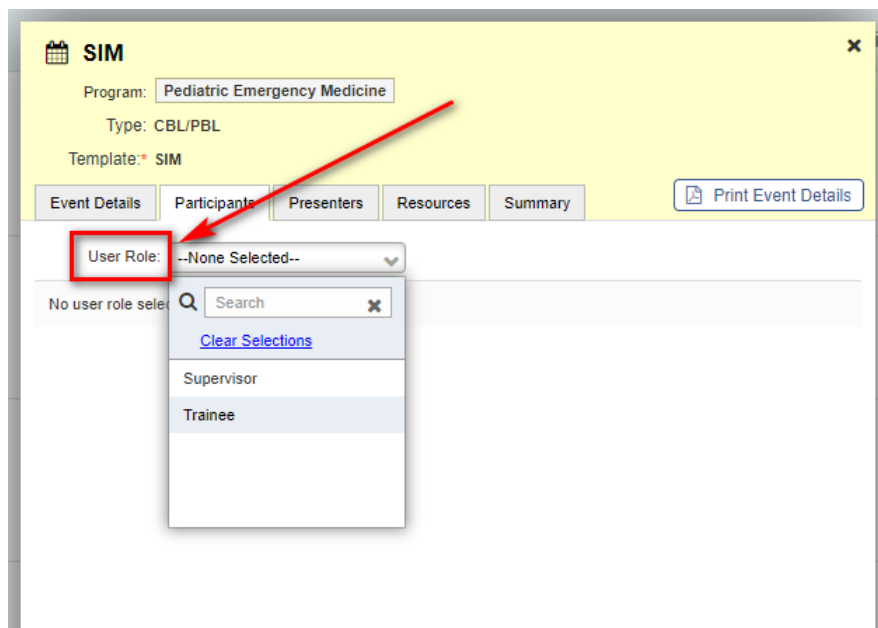 SIM
Program: Pediatric Emergency Medicine
Type: CBL/PBL
Template:* SIM
Event Details Participants Presenters Resources Summary Print Event Details
User Role: --None Selected--
No user role
Search
Clear Selections
Supervisor
Trainee